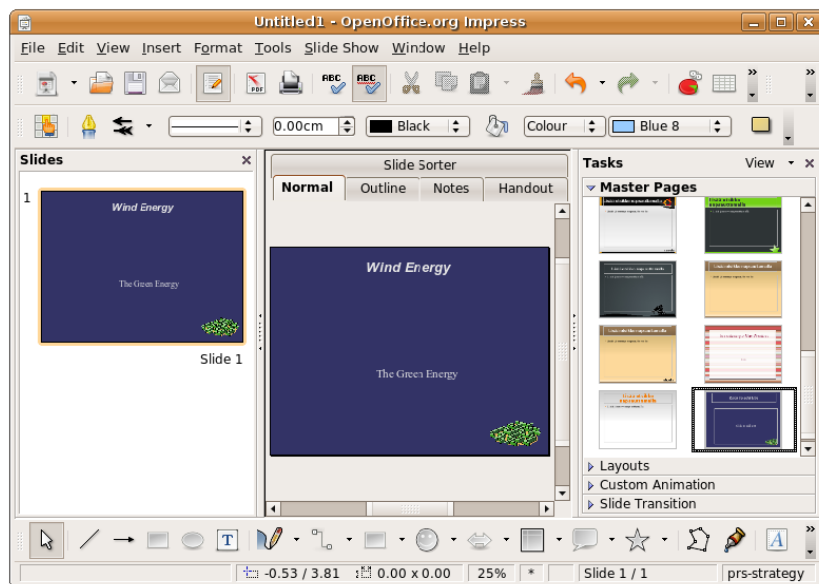 Untitled1 - OpenOffice.org Impress
File Edit View Insert Format Tools Slide Show Window Help
PDF ABC ABC » »
0.00cm Black Colour Blue 8
Slides
1
Wind Energy
The Green Energy
Slide 1
Slide Sorter
Normal Outline Notes Handout
Wind Energy
The Green Energy
Tasks View
Master Pages
Layouts
Custom Animation
Slide Transition
T A »
-0.53 / 3.81 0.00 x 0.00 25% * Slide 1 / 1 prs-strategy